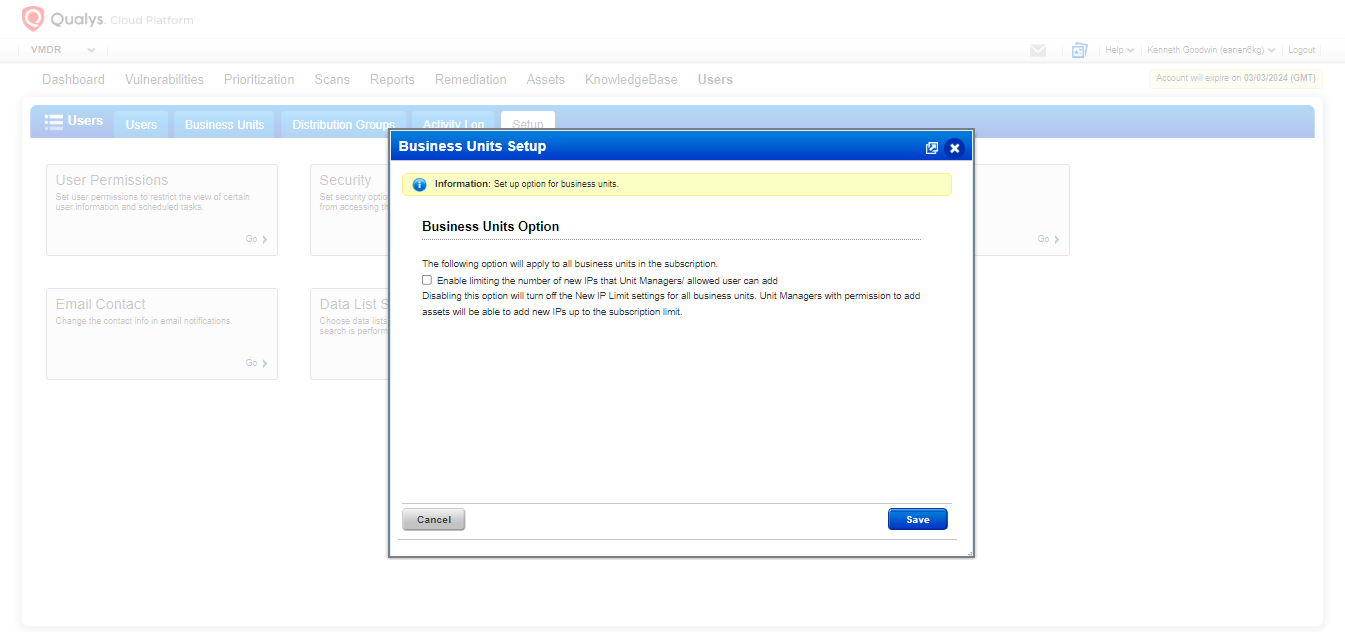 Qualys. Cloud Platform
VMDR
Help
Kenneth Goodwin (eanen6kg)
Logout
Dashboard Vulnerabilities Prioritization Scans Reports Remediation Assets KnowledgeBase Users
Account will expire on 03/03/2024 (GMT)
Users Users Business Units Distribution Groups Activity Log Setup
Business Units Setup
Information: Set up option for business units.
Business Units Option
The following option will apply to all business units in the subscription.
Enable limiting the number of new IPs that Unit Managers/ allowed user can add
Disabling this option will turn off the New IP Limit settings for all business units. Unit Managers with permission to add
assets will be able to add new IPs up to the subscription limit.
Cancel
Save
User Permissions
Set user permissions to restrict the view of certain
user information and scheduled tasks.
Go
Security
Set security optio
from accessing th
Go
Email Contact
Change the contact info in email notifications.
Go
Data List S
Choose data lists
search is perform